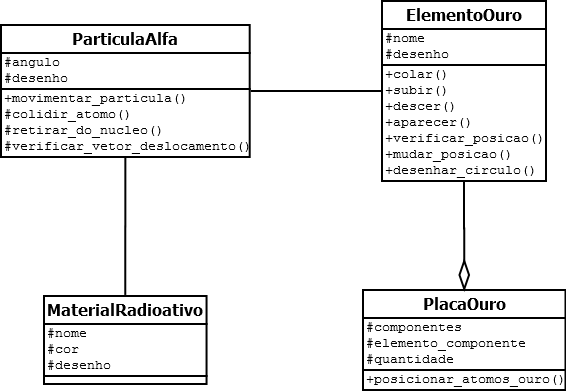 ParticulaAlfa
#angulo
#desenho
+movimentar_particula()
#colidir_atomo()
#retirar_do_nucleo()
#verificar_vetor_deslocamento()
ElementoOuro
#nome
#desenho
+colar()
+subir()
+descer()
+aparecer()
+verificar_posicao()
+mudar_posicao()
+desenhar_circulo()
MaterialRadioativo
#nome
#cor
#desenho
PlacaOuro
#componentes
#elemento_componente
#quantidade
+posicionar_atomos_ouro()